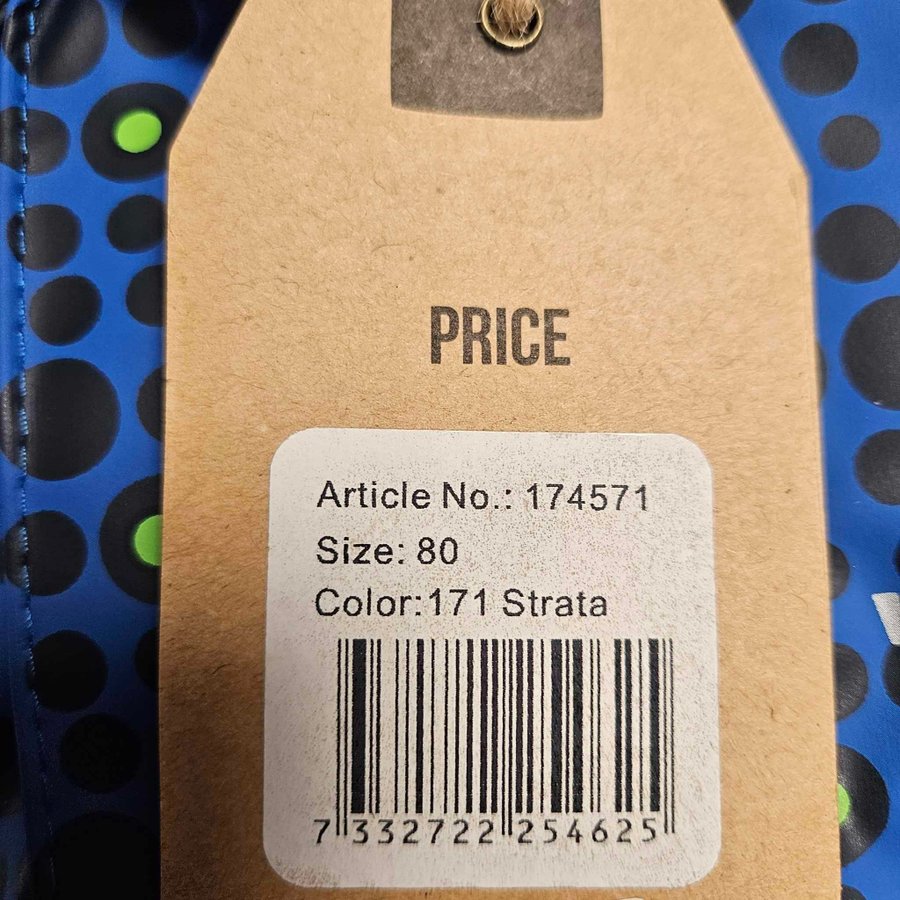 PRICE
Article No.: 174571
Size: 80
Color:171 Strata
7 332722 254625